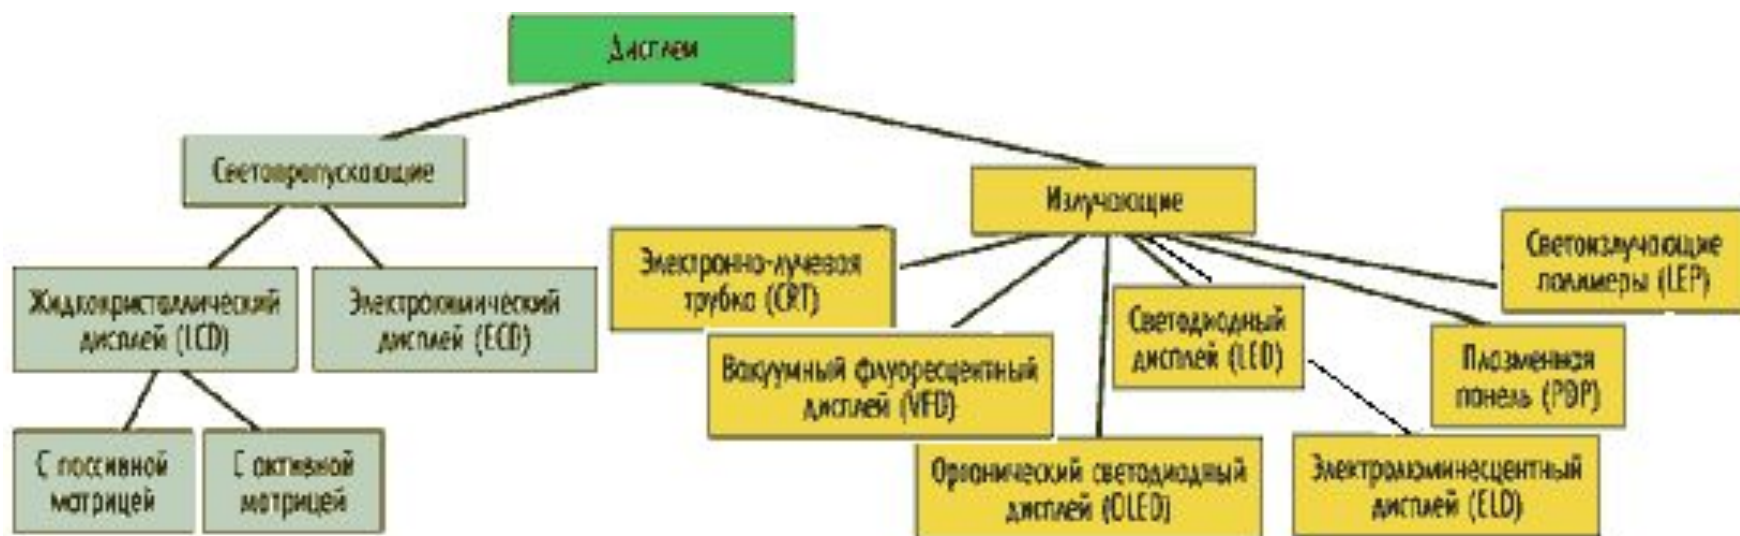 Дисплеи
Светопропускающие
Излучающие
Жидкокристаллический
дисплей (LCD)
Электрохимический
дисплей (ECD)
С пассивной
матрицей
С активной
матрицей
Электронно-лучевая
трубка (CRT)
Вакуумный флуоресцентный
дисплей (VFD)
Органический светодиодный
дисплей (OLED)
Светодиодный
дисплей (LED)
Электролюминесцентный
дисплей (ELD)
Плазменная
панель (PDP)
Светоизлучающие
полимеры (LEP)